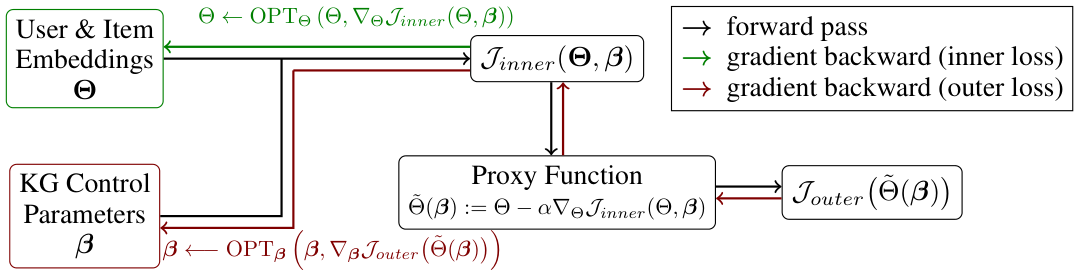 Θ ← OPT_Θ (Θ, ∇_Θ 𝒥_inner(Θ, β))
User & Item
Embeddings
Θ
𝒥_inner(Θ, β)
forward pass
gradient backward (inner loss)
gradient backward (outer loss)
KG Control
Parameters
β
Proxy Function
Θ̃(β) := Θ − α∇_Θ 𝒥_inner(Θ, β)
𝒥_outer(Θ̃(β))
β ⟵ OPT_β (β, ∇_β 𝒥_outer(Θ̃(β)))